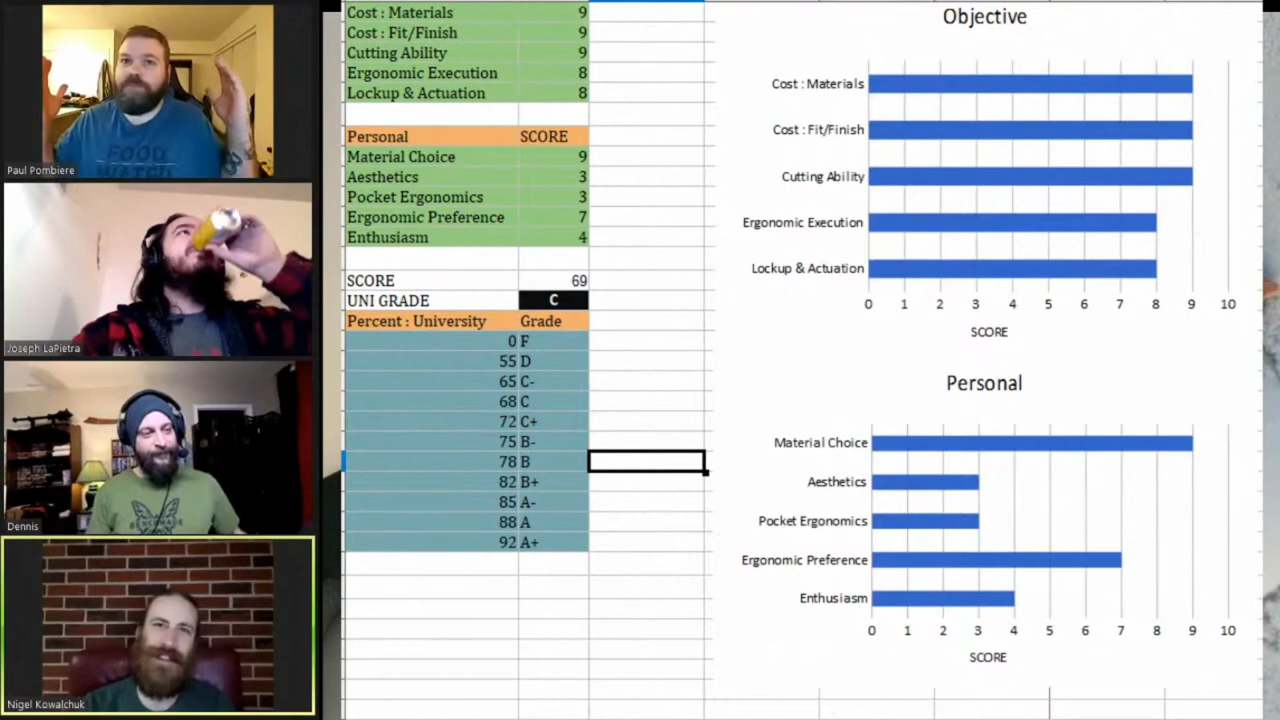 Paul Pombiere
FOOD
WATER
Joseph LaPietra
Dennis
BENCHMADE
Nigel Kowalchuk
Cost : Materials 9
Cost : Fit/Finish 9
Cutting Ability 9
Ergonomic Execution 8
Lockup & Actuation 8
Personal SCORE
Material Choice 9
Aesthetics 3
Pocket Ergonomics 3
Ergonomic Preference 7
Enthusiasm 4
SCORE 69
UNI GRADE C
Percent : University Grade
0 F
55 D
65 C-
68 C
72 C+
75 B-
78 B
82 B+
85 A-
88 A
92 A+
Objective
Cost : Materials
Cost : Fit/Finish
Cutting Ability
Ergonomic Execution
Lockup & Actuation
0 1 2 3 4 5 6 7 8 9 10
SCORE
Personal
Material Choice
Aesthetics
Pocket Ergonomics
Ergonomic Preference
Enthusiasm
0 1 2 3 4 5 6 7 8 9 10
SCORE